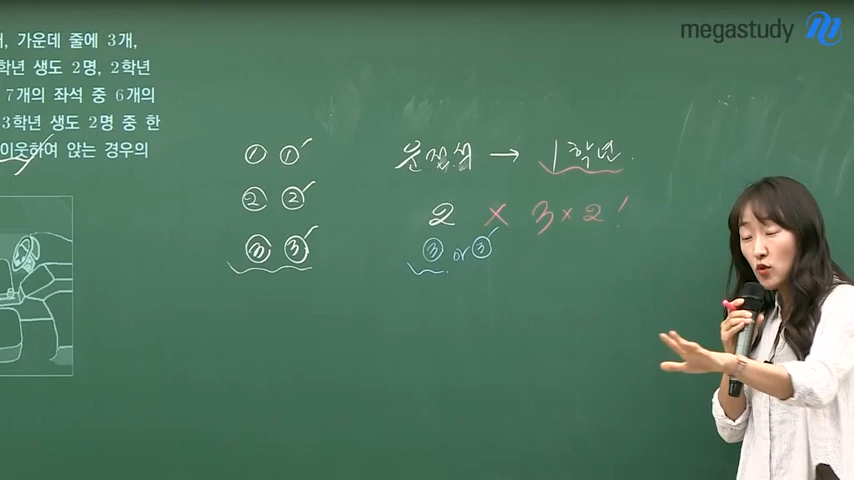 megastudy
, 가운데 줄에 3개,
학년 생도 2명, 2학년
7개의 좌석 중 6개의
3학년 생도 2명 중 한
이웃하여 앉는 경우의
① ①′
② ②′
③ ③′
운전석 → 1학년.
2 × 3 × 2!
③ or ③′